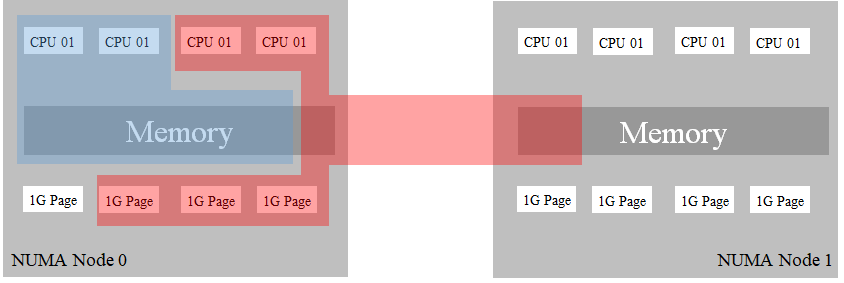 CPU 01 CPU 01 CPU 01 CPU 01
Memory
1G Page 1G Page 1G Page 1G Page
NUMA Node 0
CPU 01 CPU 01 CPU 01 CPU 01
Memory
1G Page 1G Page 1G Page 1G Page
NUMA Node 1